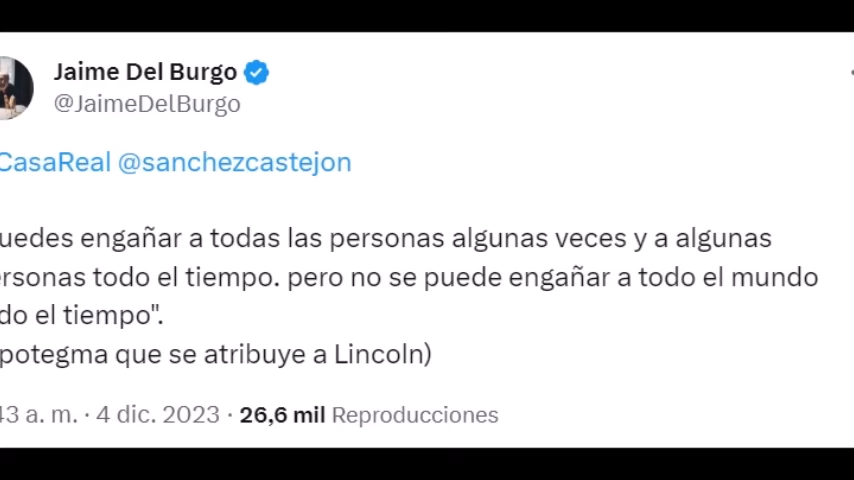 Jaime Del Burgo
@JaimeDelBurgo
CasaReal @sanchezcastejon
uedes engañar a todas las personas algunas veces y a algunas
ersonas todo el tiempo. pero no se puede engañar a todo el mundo
do el tiempo".
potegma que se atribuye a Lincoln)
43 a. m. · 4 dic. 2023 · 26,6 mil Reproducciones